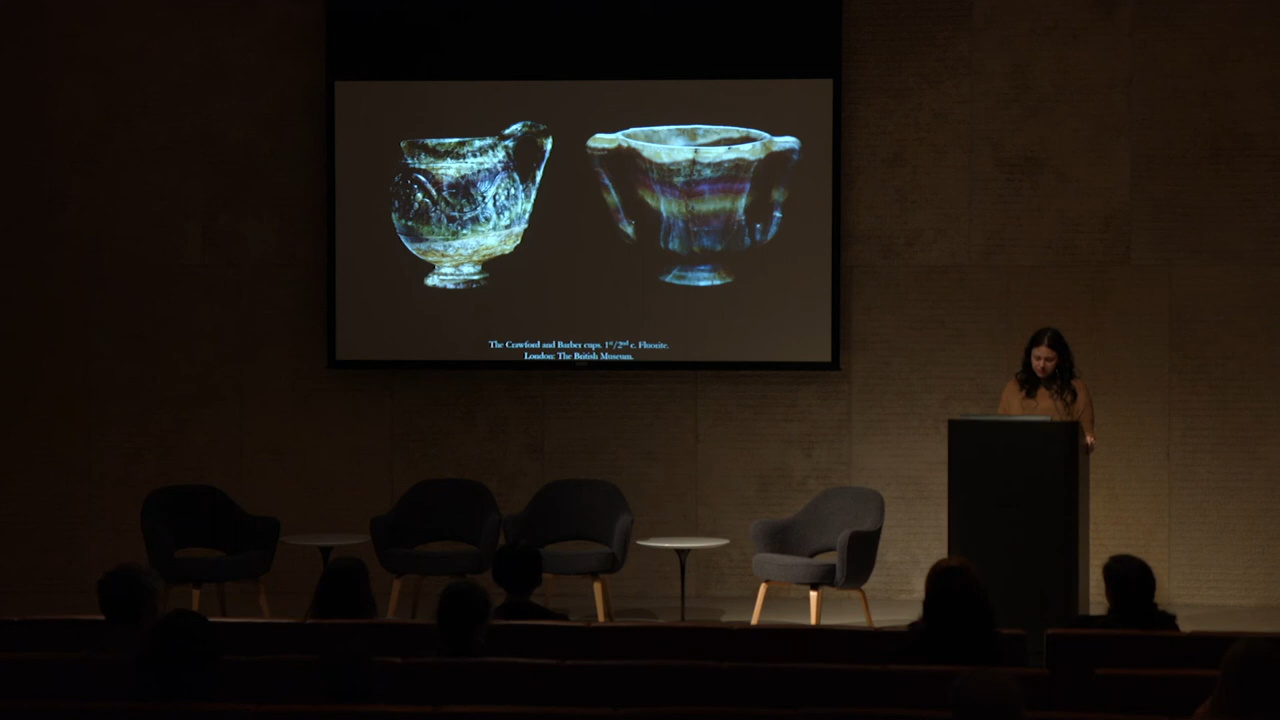 The Crawford and Barber cups. 1st/2nd c. Fluorite.
London: The British Museum.